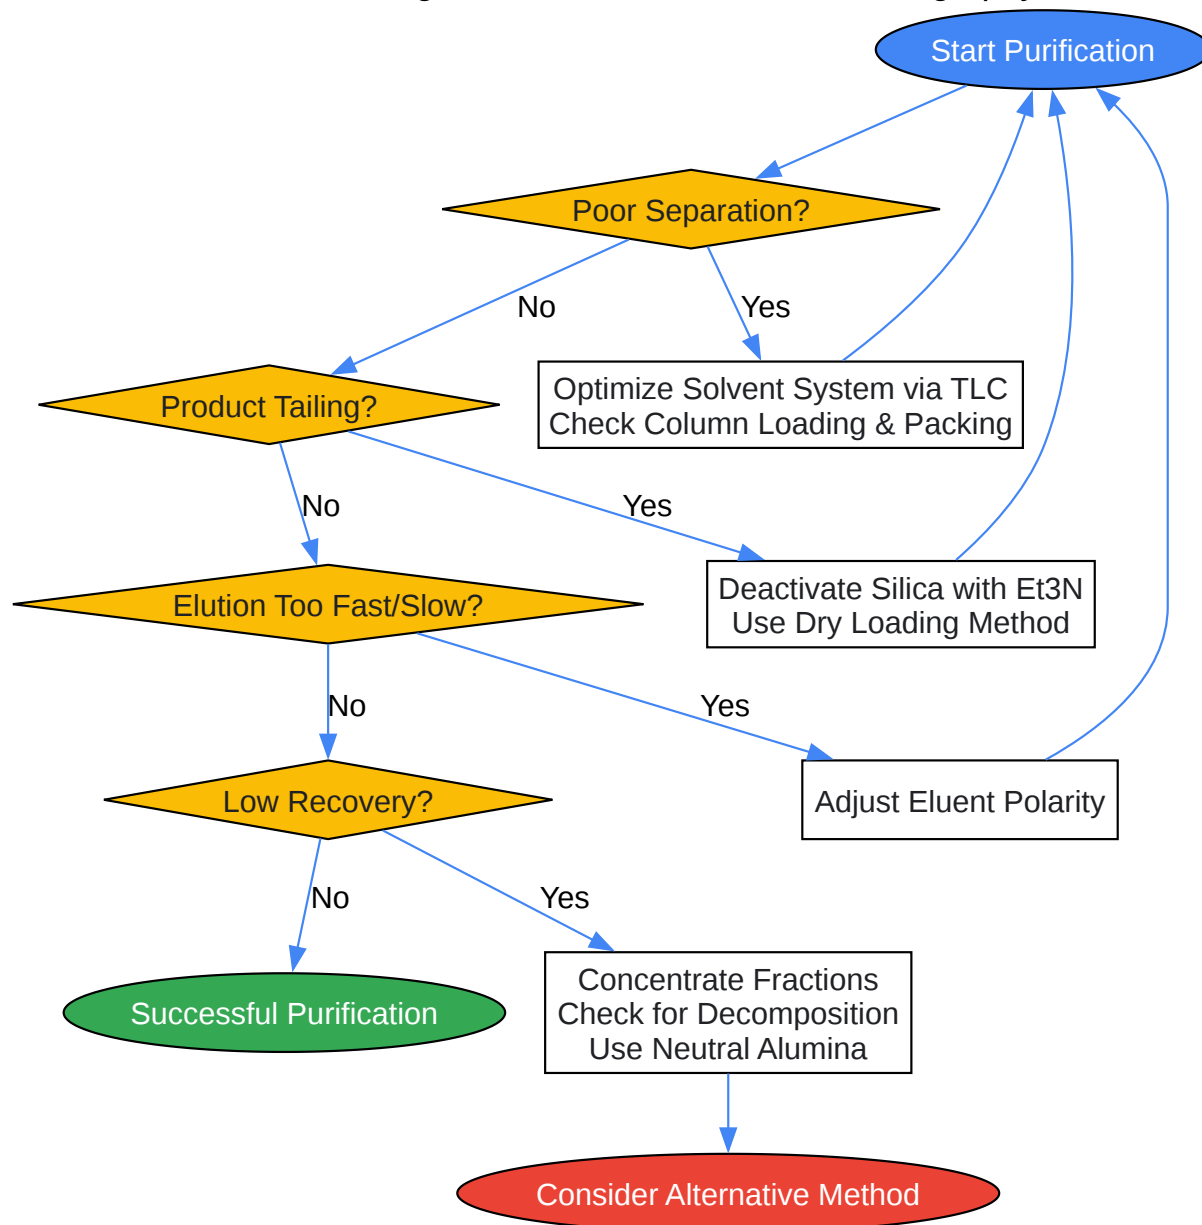 Start Purification
Poor Separation?
No
Yes
Optimize Solvent System via TLC
Check Column Loading & Packing
Product Tailing?
No
Yes
Deactivate Silica with Et3N
Use Dry Loading Method
Elution Too Fast/Slow?
No
Yes
Adjust Eluent Polarity
Low Recovery?
No
Yes
Successful Purification
Concentrate Fractions
Check for Decomposition
Use Neutral Alumina
Consider Alternative Method